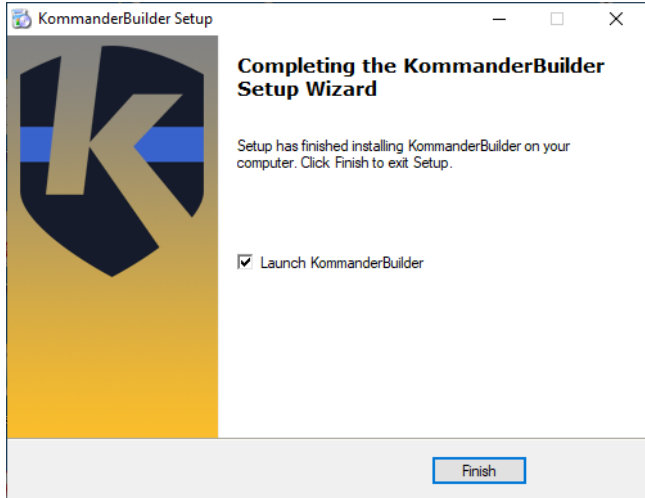 KommanderBuilder Setup
Completing the KommanderBuilder
Setup Wizard
Setup has finished installing KommanderBuilder on your
computer. Click Finish to exit Setup.
Launch KommanderBuilder
Finish